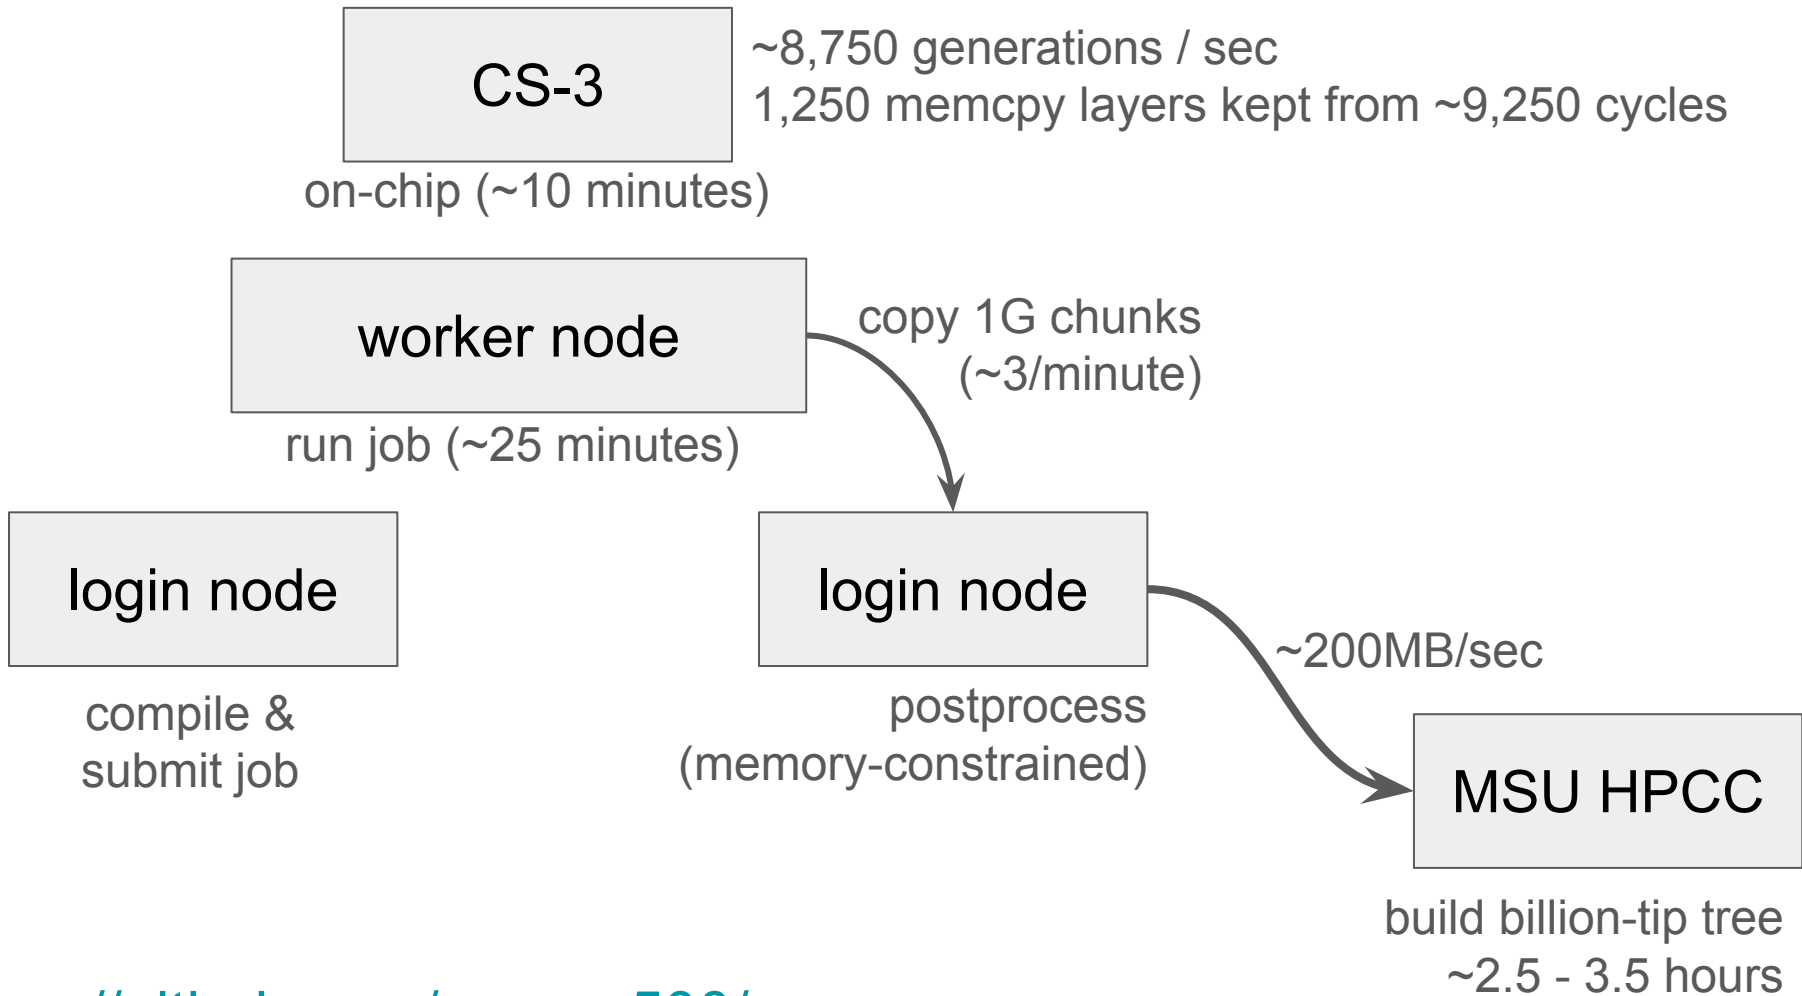 CS-3
~8,750 generations / sec
1,250 memcpy layers kept from ~9,250 cycles
on-chip (~10 minutes)
worker node
copy 1G chunks
(~3/minute)
run job (~25 minutes)
login node
login node
~200MB/sec
compile &
submit job
postprocess
(memory-constrained)
MSU HPCC
build billion-tip tree
~2.5 - 3.5 hours